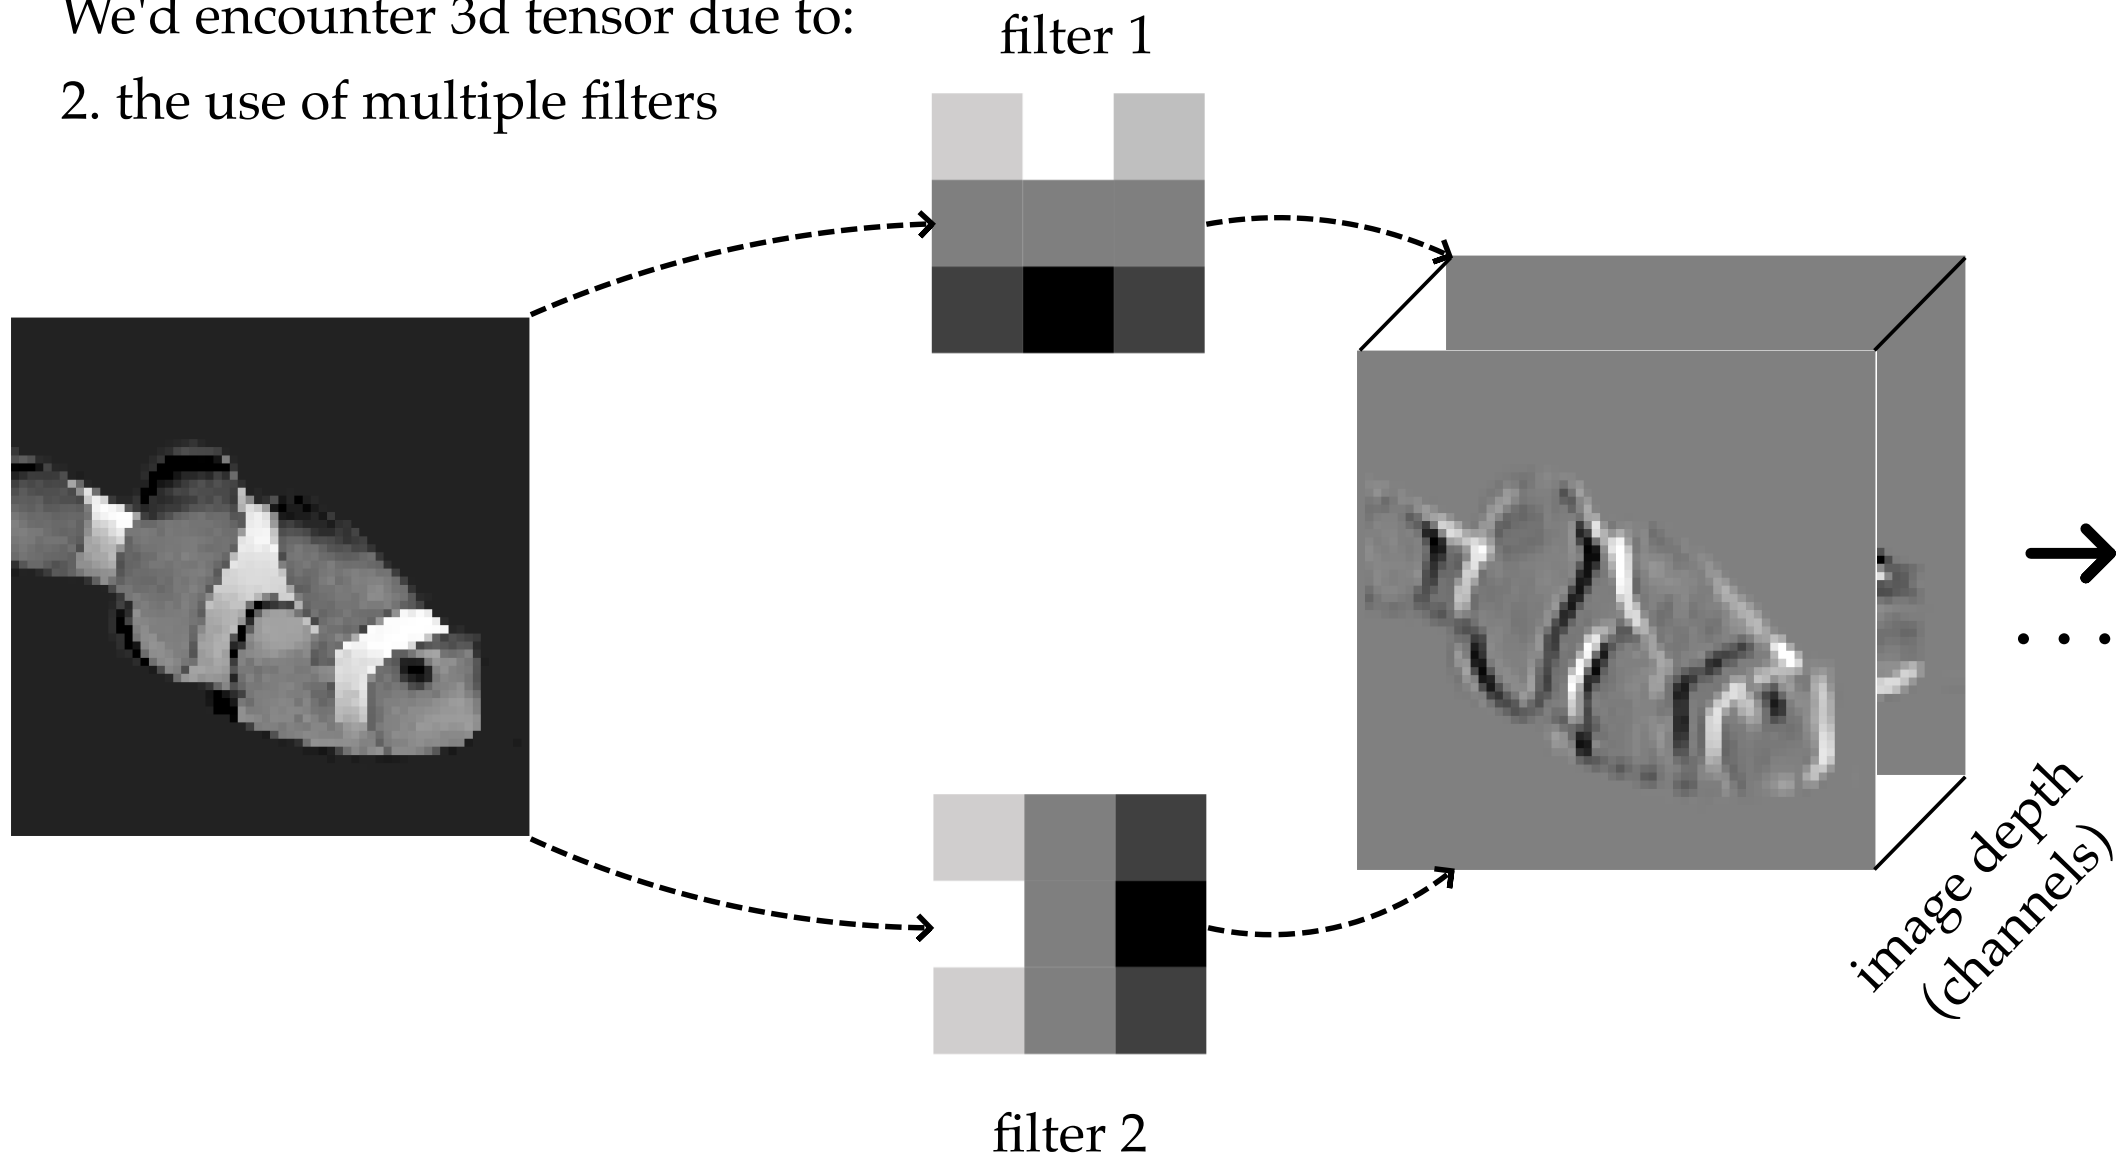 We'd encounter 3d tensor due to:
2. the use of multiple filters
filter 1
image depth
(channels)
filter 2